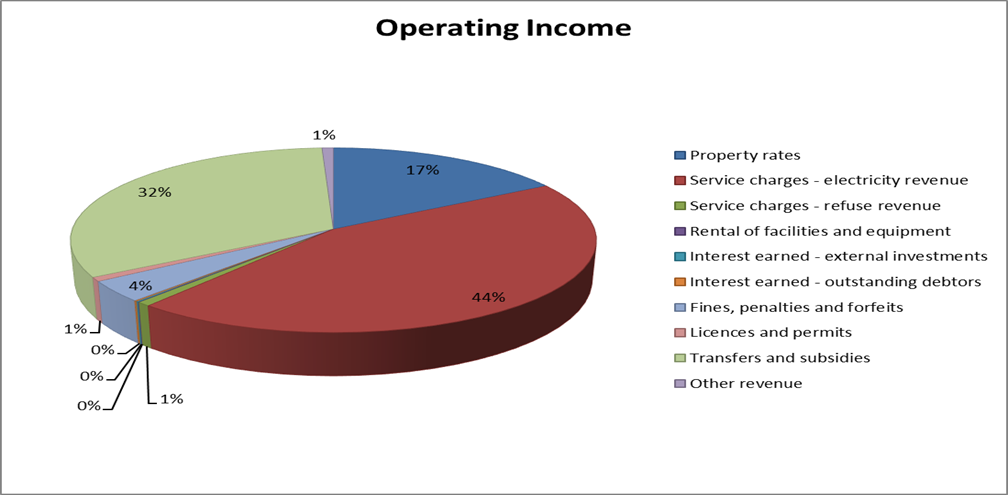 Operating Income
1%
17%
32%
44%
4%
1%
0%
0%
0%
1%
Property rates
Service charges - electricity revenue
Service charges - refuse revenue
Rental of facilities and equipment
Interest earned - external investments
Interest earned - outstanding debtors
Fines, penalties and forfeits
Licences and permits
Transfers and subsidies
Other revenue